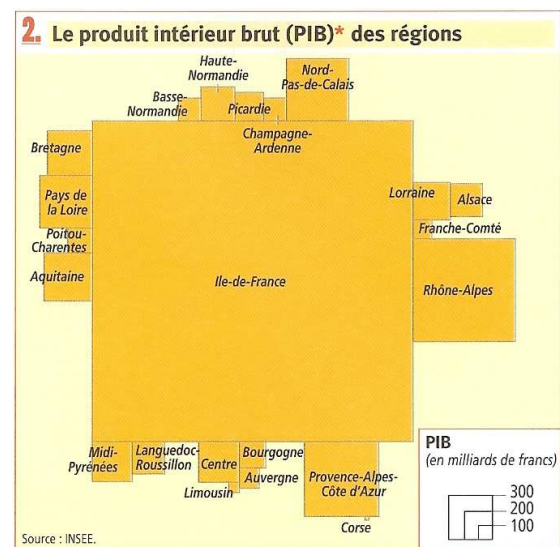 2. Le produit intérieur brut (PIB)* des régions
Haute-
Normandie
Nord-
Pas-de-Calais
Basse-
Normandie
Picardie
Champagne-
Ardenne
Bretagne
Lorraine
Alsace
Pays de
la Loire
Franche-Comté
Poitou-
Charentes
Aquitaine
Ile-de-France
Rhône-Alpes
Midi-
Pyrénées
Languedoc-
Roussillon
Centre
Bourgogne
Auvergne
Limousin
Provence-Alpes-
Côte d'Azur
Corse
PIB
(en milliards de francs)
300
200
100
Source : INSEE.